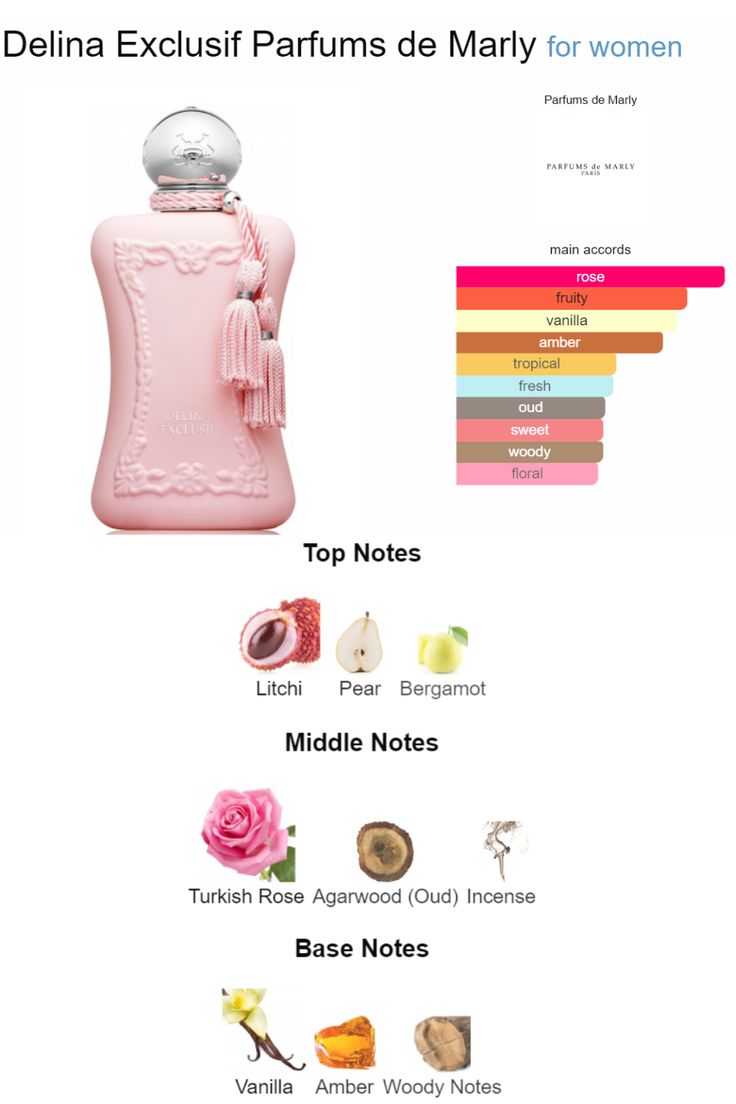 Delina Exclusif Parfums de Marly for women
Parfums de Marly
PARFUMS de MARLY
PARIS
main accords
rose
fruity
vanilla
amber
tropical
fresh
oud
sweet
woody
floral
DELINA
EXCLUSIF
Top Notes
Litchi Pear Bergamot
Middle Notes
Turkish Rose Agarwood (Oud) Incense
Base Notes
Vanilla Amber Woody Notes